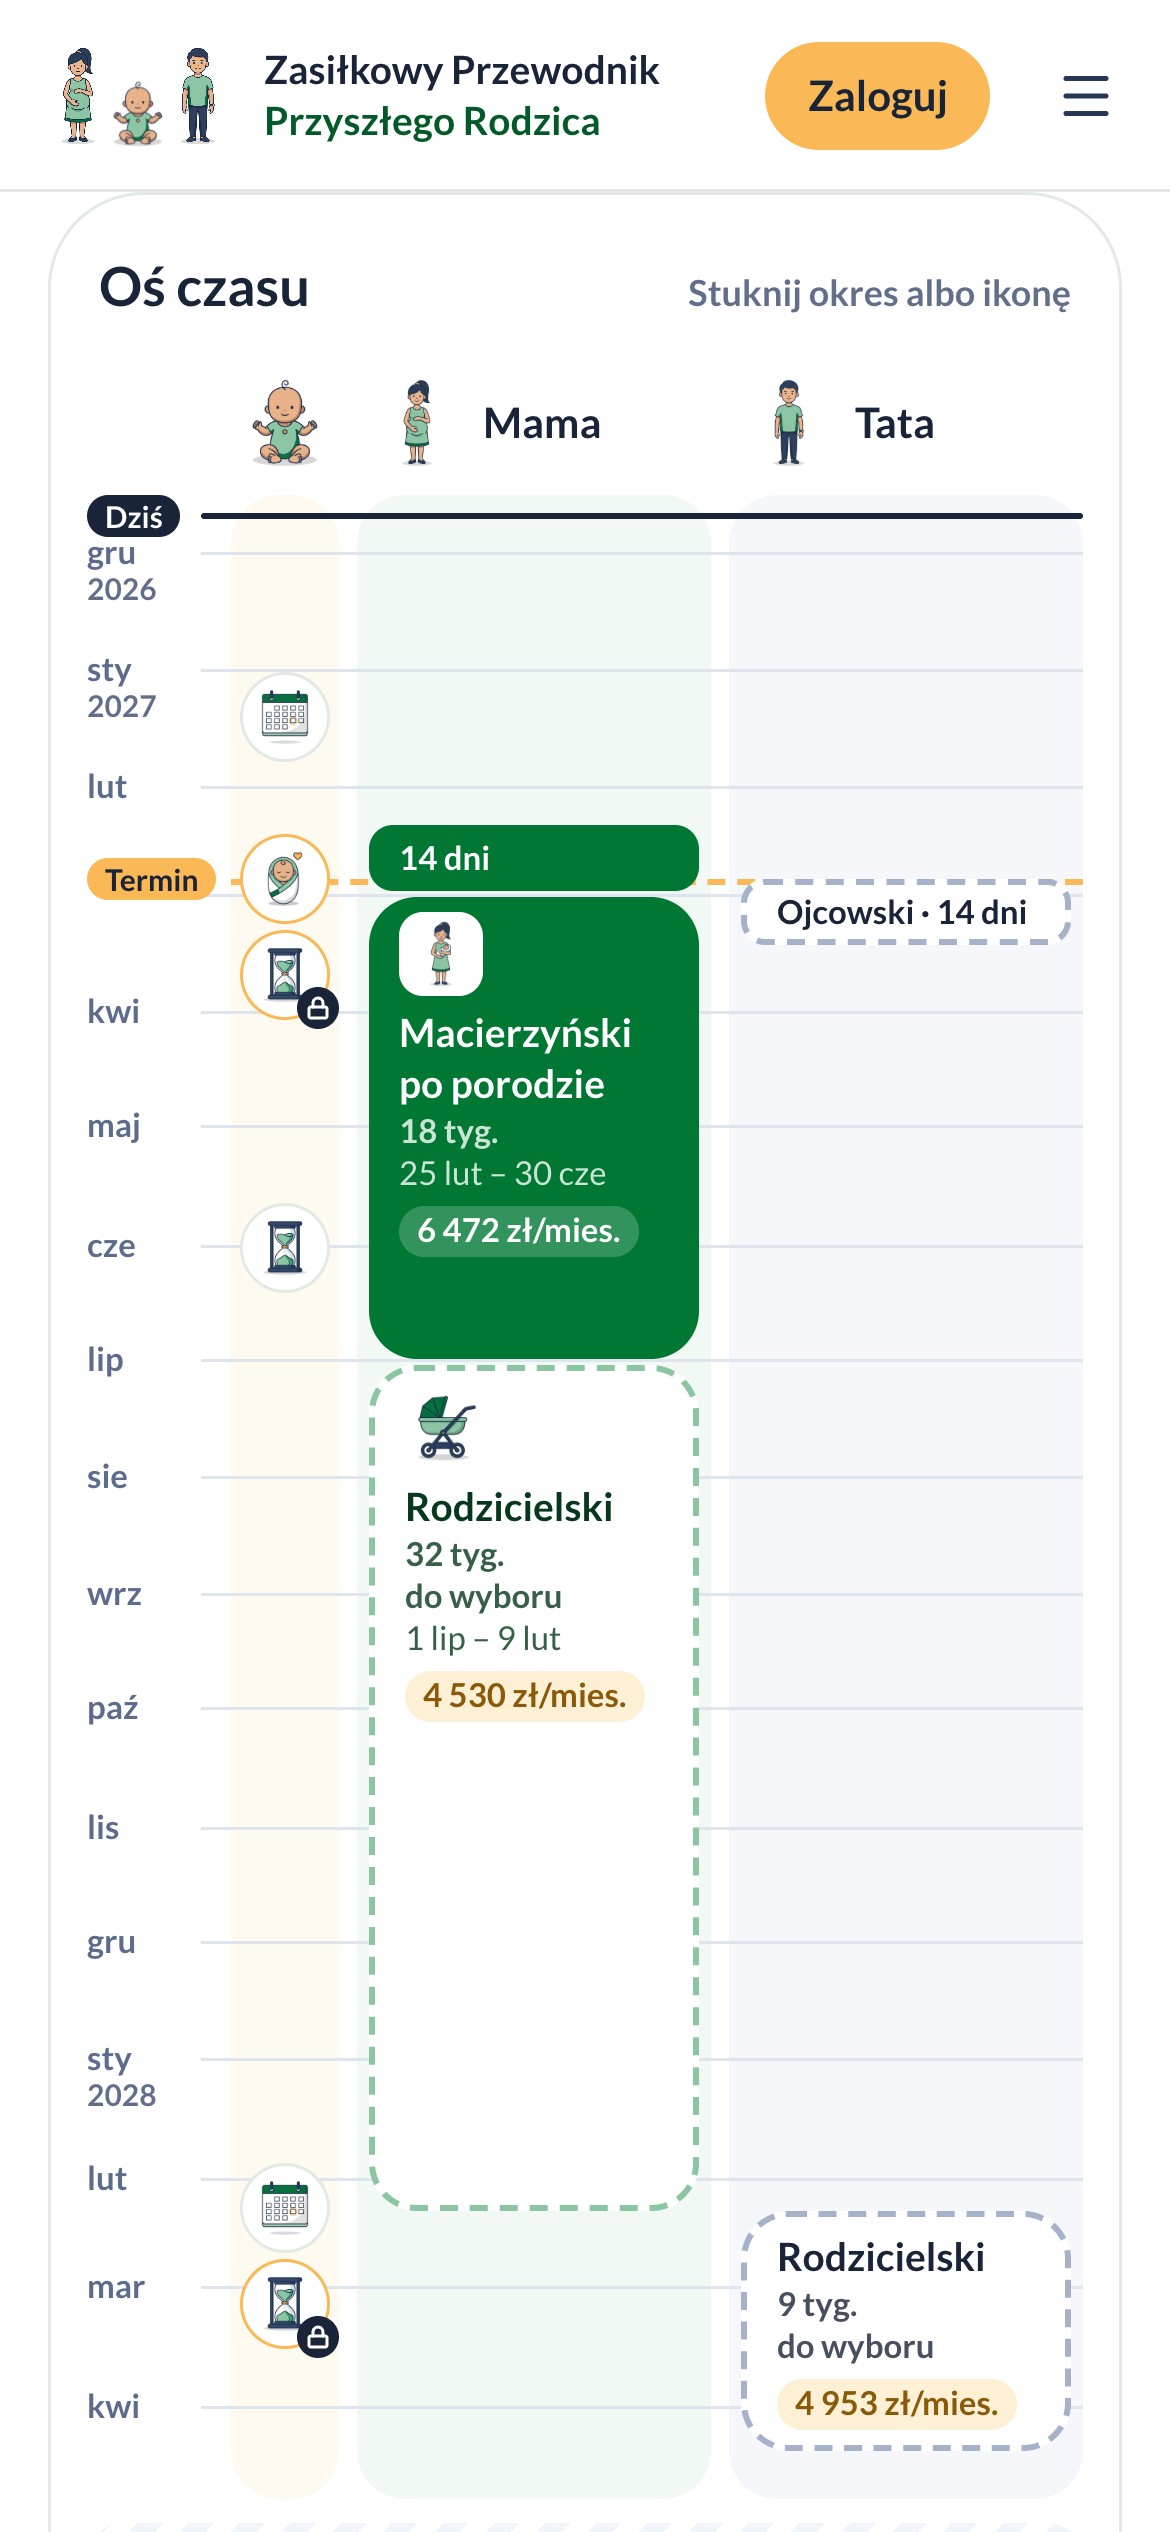 Zasiłkowy Przewodnik
Przyszłego Rodzica
Zaloguj
Oś czasu
Stuknij okres albo ikonę
Mama
Tata
Dziś
gru
2026
sty
2027
lut
14 dni
Termin
Ojcowski · 14 dni
kwi
Macierzyński
po porodzie
18 tyg.
25 lut – 30 cze
6 472 zł/mies.
maj
cze
lip
Rodzicielski
32 tyg.
do wyboru
1 lip – 9 lut
4 530 zł/mies.
sie
wrz
paź
lis
gru
sty
2028
lut
mar
kwi
Rodzicielski
9 tyg.
do wyboru
4 953 zł/mies.